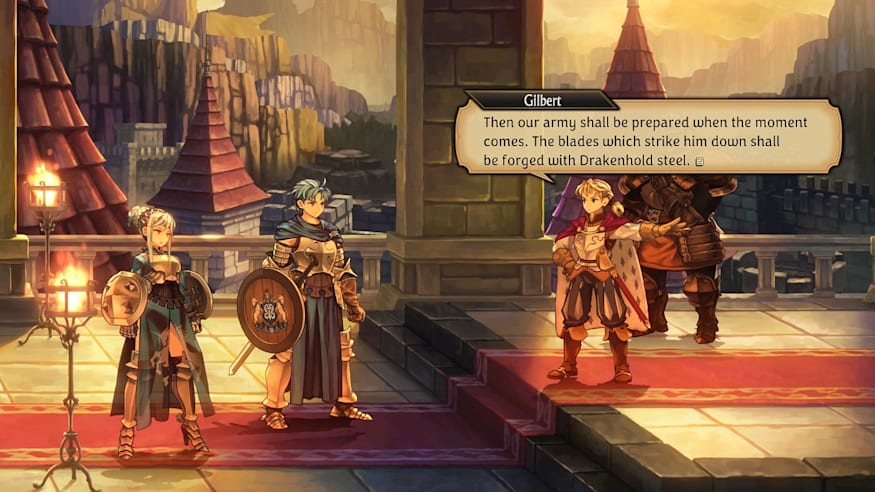 Gilbert
Then our army shall be prepared when the moment
comes. The blades which strike him down shall
be forged with Drakenhold steel.